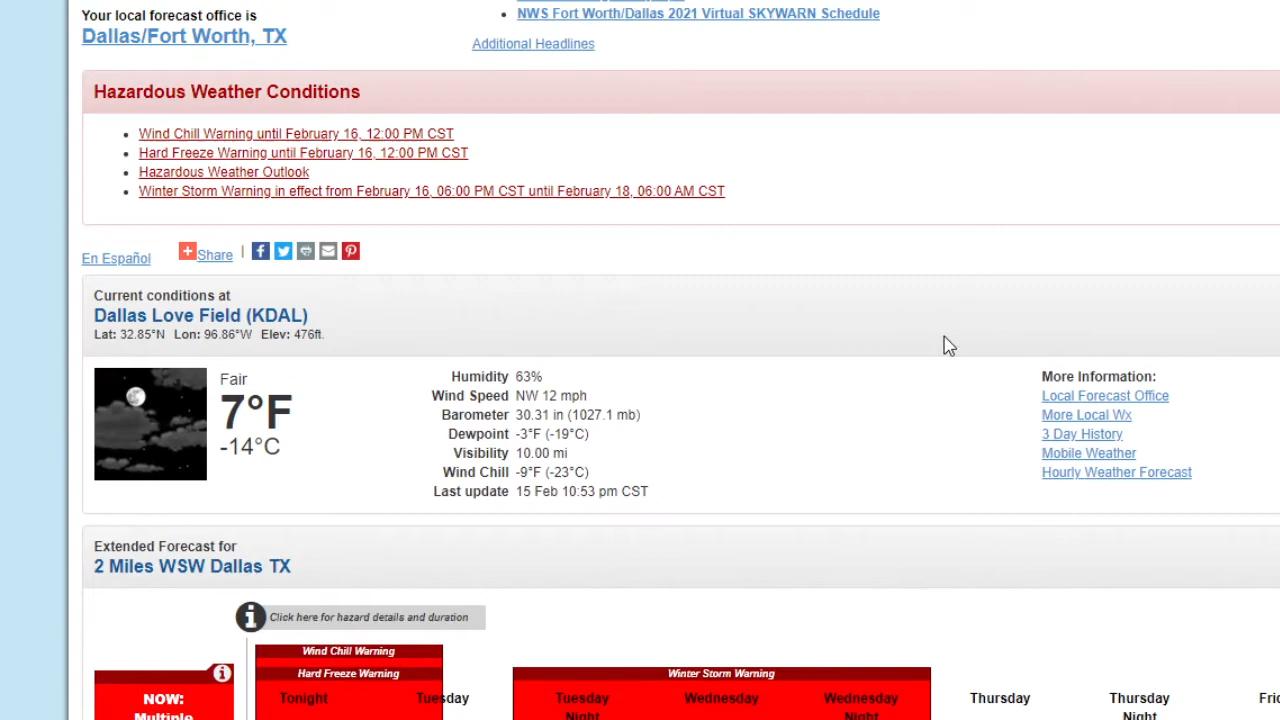 Your local forecast office is
Dallas/Fort Worth, TX
NWS Fort Worth/Dallas 2021 Virtual SKYWARN Schedule
Additional Headlines
Hazardous Weather Conditions
Wind Chill Warning until February 16, 12:00 PM CST
Hard Freeze Warning until February 16, 12:00 PM CST
Hazardous Weather Outlook
Winter Storm Warning in effect from February 16, 06:00 PM CST until February 18, 06:00 AM CST
En Español
Share |
Current conditions at
Dallas Love Field (KDAL)
Lat: 32.85°N Lon: 96.86°W Elev: 476ft.
Fair
7°F
-14°C
Humidity 63%
Wind Speed NW 12 mph
Barometer 30.31 in (1027.1 mb)
Dewpoint -3°F (-19°C)
Visibility 10.00 mi
Wind Chill -9°F (-23°C)
Last update 15 Feb 10:53 pm CST
More Information:
Local Forecast Office
More Local Wx
3 Day History
Mobile Weather
Hourly Weather Forecast
Extended Forecast for
2 Miles WSW Dallas TX
Click here for hazard details and duration
Wind Chill Warning
Hard Freeze Warning
Winter Storm Warning
NOW:
Multiple
Tonight
Tuesday
Tuesday
Night
Wednesday
Wednesday
Night
Thursday
Thursday
Night